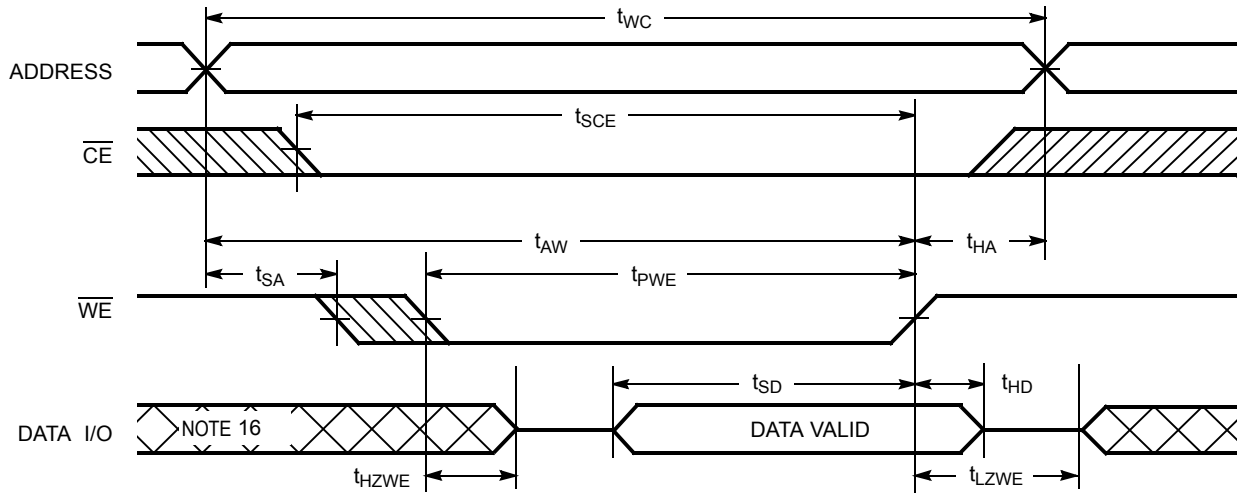 tWC
ADDRESS
tSCE
CE
tAW
tHA
tSA
tPWE
WE
tSD
tHD
DATA I/O
NOTE 16
DATA VALID
tHZWE
tLZWE